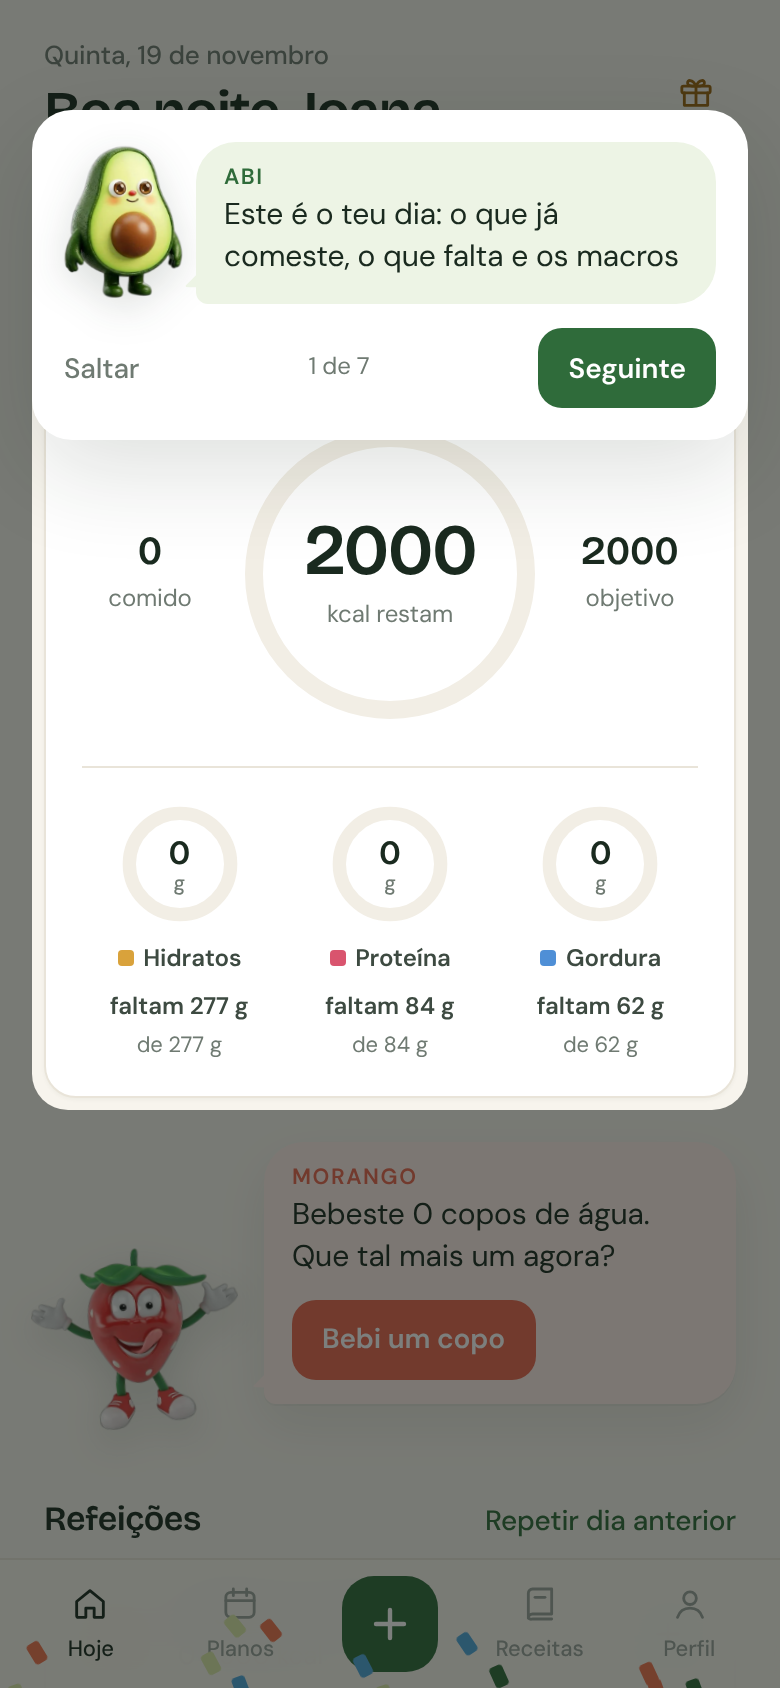 Quinta, 19 de novembro
Boa noite, Joana
ABI
Este é o teu dia: o que já
comeste, o que falta e os macros
Saltar
1 de 7
Seguinte
0
comido
2000
kcal restam
2000
objetivo
0
g
0
g
0
g
Hidratos
Proteína
Gordura
faltam 277 g
faltam 84 g
faltam 62 g
de 277 g
de 84 g
de 62 g
MORANGO
Bebeste 0 copos de água.
Que tal mais um agora?
Bebi um copo
Refeições
Repetir dia anterior
Hoje
Planos
Receitas
Perfil